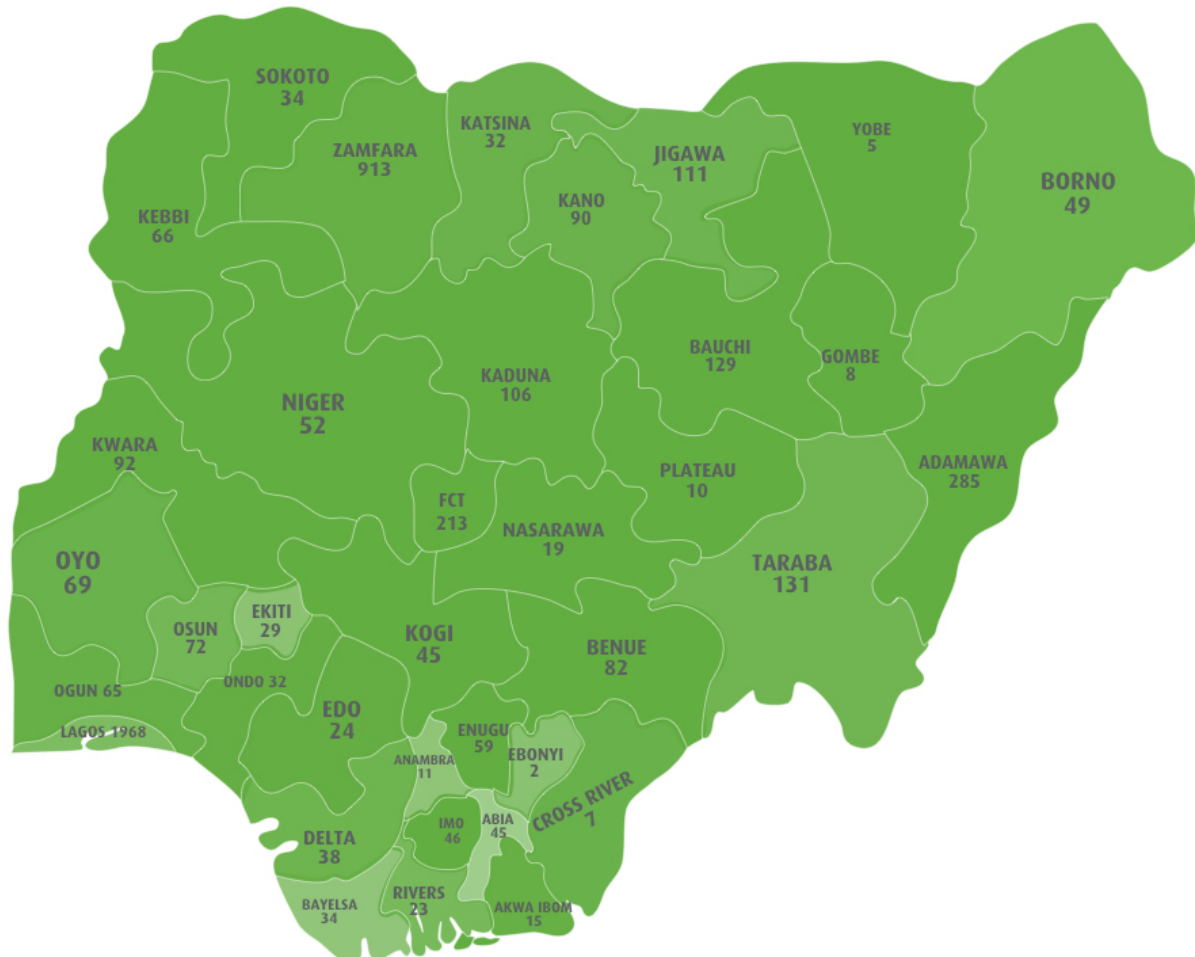 SOKOTO
34
ZAMFARA
913
KATSINA
32
JIGAWA
111
YOBE
5
BORNO
49
KEBBI
66
KANO
90
BAUCHI
129
GOMBE
8
KADUNA
106
NIGER
52
KWARA
92
PLATEAU
10
ADAMAWA
285
FCT
213
NASARAWA
19
OYO
69
TARABA
131
EKITI
29
OSUN
72
KOGI
45
BENUE
82
OGUN 65
ONDO 32
EDO
24
LAGOS 1968
ENUGU
59
ANAMBRA
11
EBONYI
2
CROSS RIVER
7
IMO
46
ABIA
45
DELTA
38
RIVERS
23
BAYELSA
34
AKWA IBOM
15